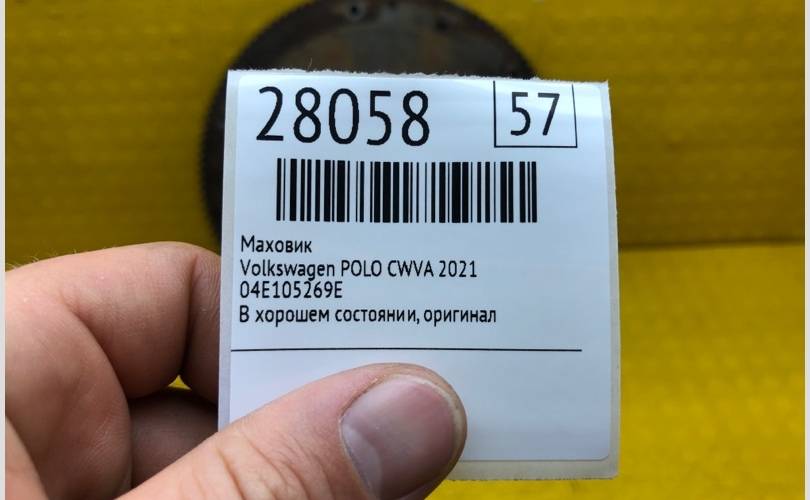 28058
57
Маховик
Volkswagen POLO CWVA 2021
04E105269E
В хорошем состоянии, оригинал